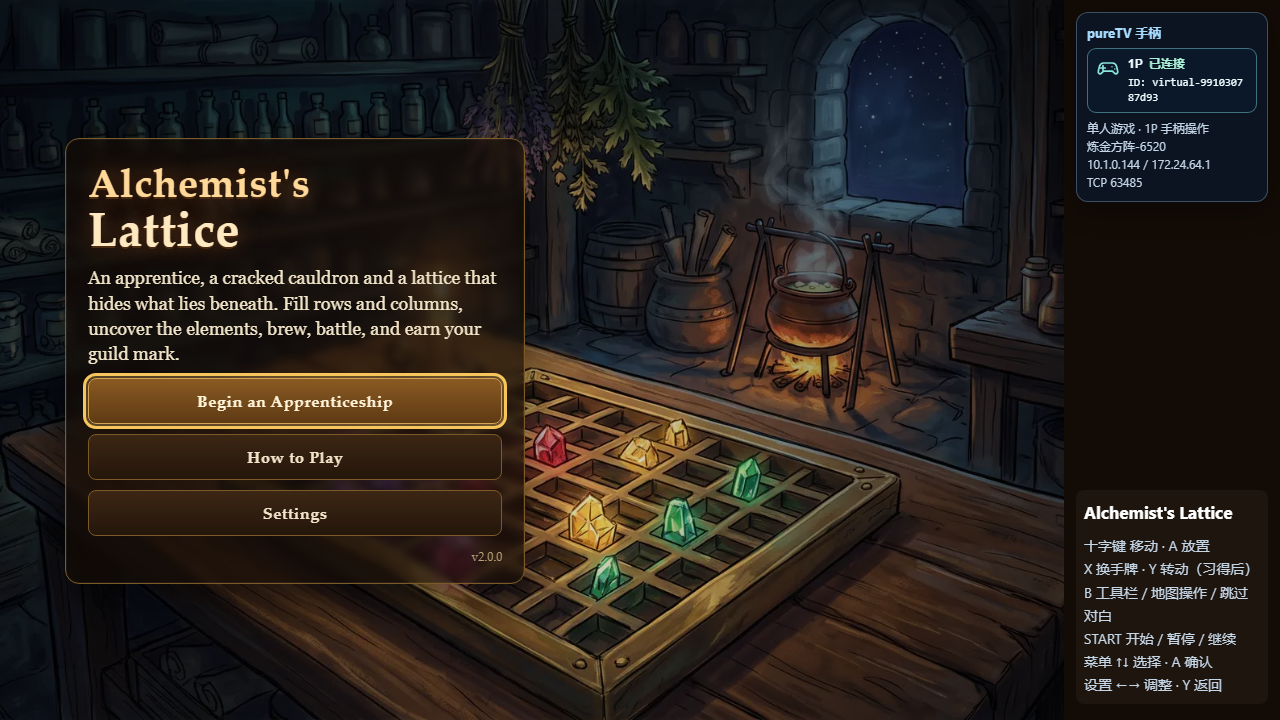 Alchemist's
Lattice
An apprentice, a cracked cauldron and a lattice that
hides what lies beneath. Fill rows and columns,
uncover the elements, brew, battle, and earn your
guild mark.
Begin an Apprenticeship
How to Play
Settings
v2.0.0
pureTV 手柄
1P 已连接
ID: virtual-9910307
87d93
单人游戏 · 1P 手柄操作
炼金方阵-6520
10.1.0.144 / 172.24.64.1
TCP 63485
Alchemist's Lattice
十字键 移动 · A 放置
X 换手牌 · Y 转动（习得后）
B 工具栏 / 地图操作 / 跳过
对白
START 开始 / 暂停 / 继续
菜单 ↑↓ 选择 · A 确认
设置 ←→ 调整 · Y 返回